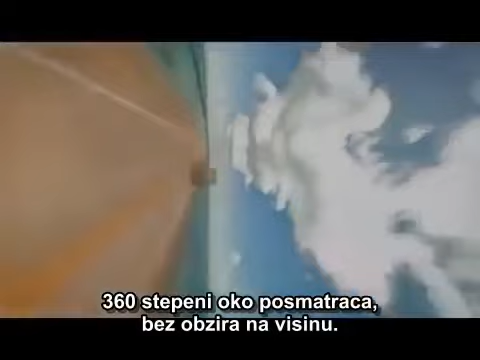 360 stepeni oko posmatraca,
bez obzira na visinu.